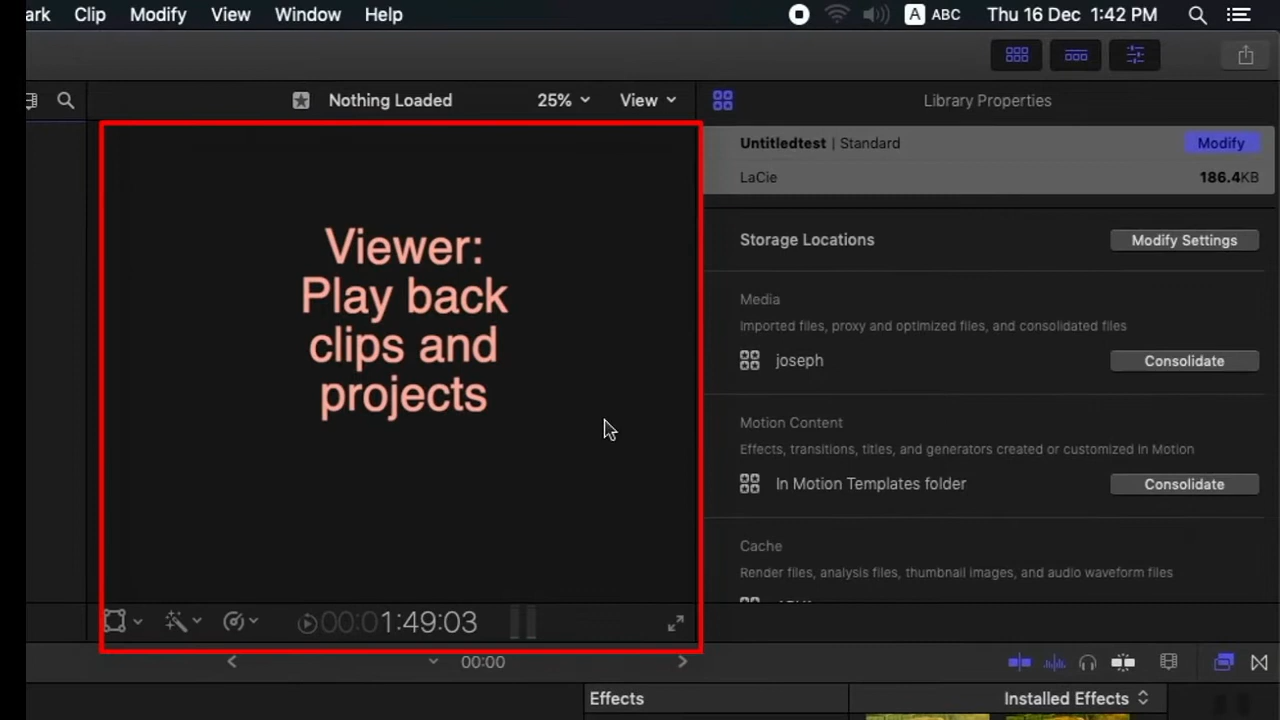 ark Clip Modify View Window Help A ABC Thu 16 Dec 1:42 PM
Nothing Loaded 25% View Library Properties
Untitledtest | Standard Modify
LaCie 186.4KB
Storage Locations Modify Settings
Media
Imported files, proxy and optimized files, and consolidated files
joseph Consolidate
Motion Content
Effects, transitions, titles, and generators created or customized in Motion
In Motion Templates folder Consolidate
Cache
Render files, analysis files, thumbnail images, and audio waveform files
Viewer:
Play back
clips and
projects
00:01:49:03
00:00
Effects Installed Effects